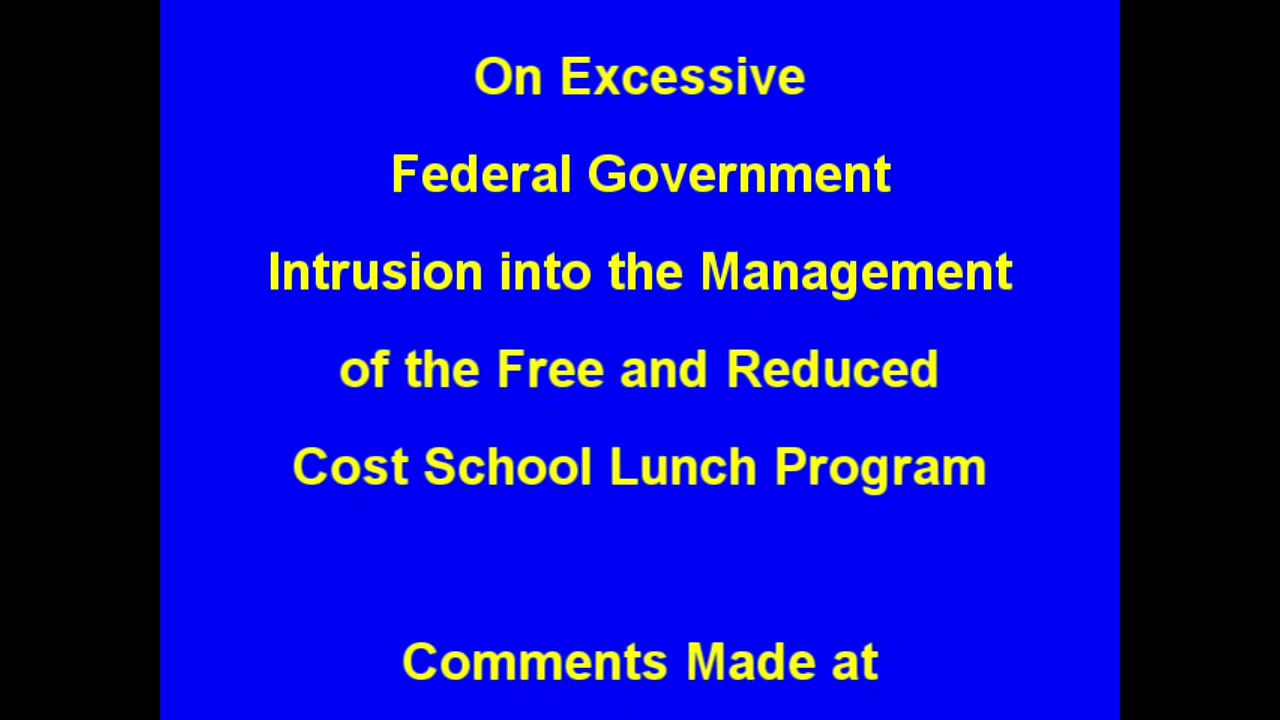 On Excessive
Federal Government
Intrusion into the Management
of the Free and Reduced
Cost School Lunch Program
Comments Made at